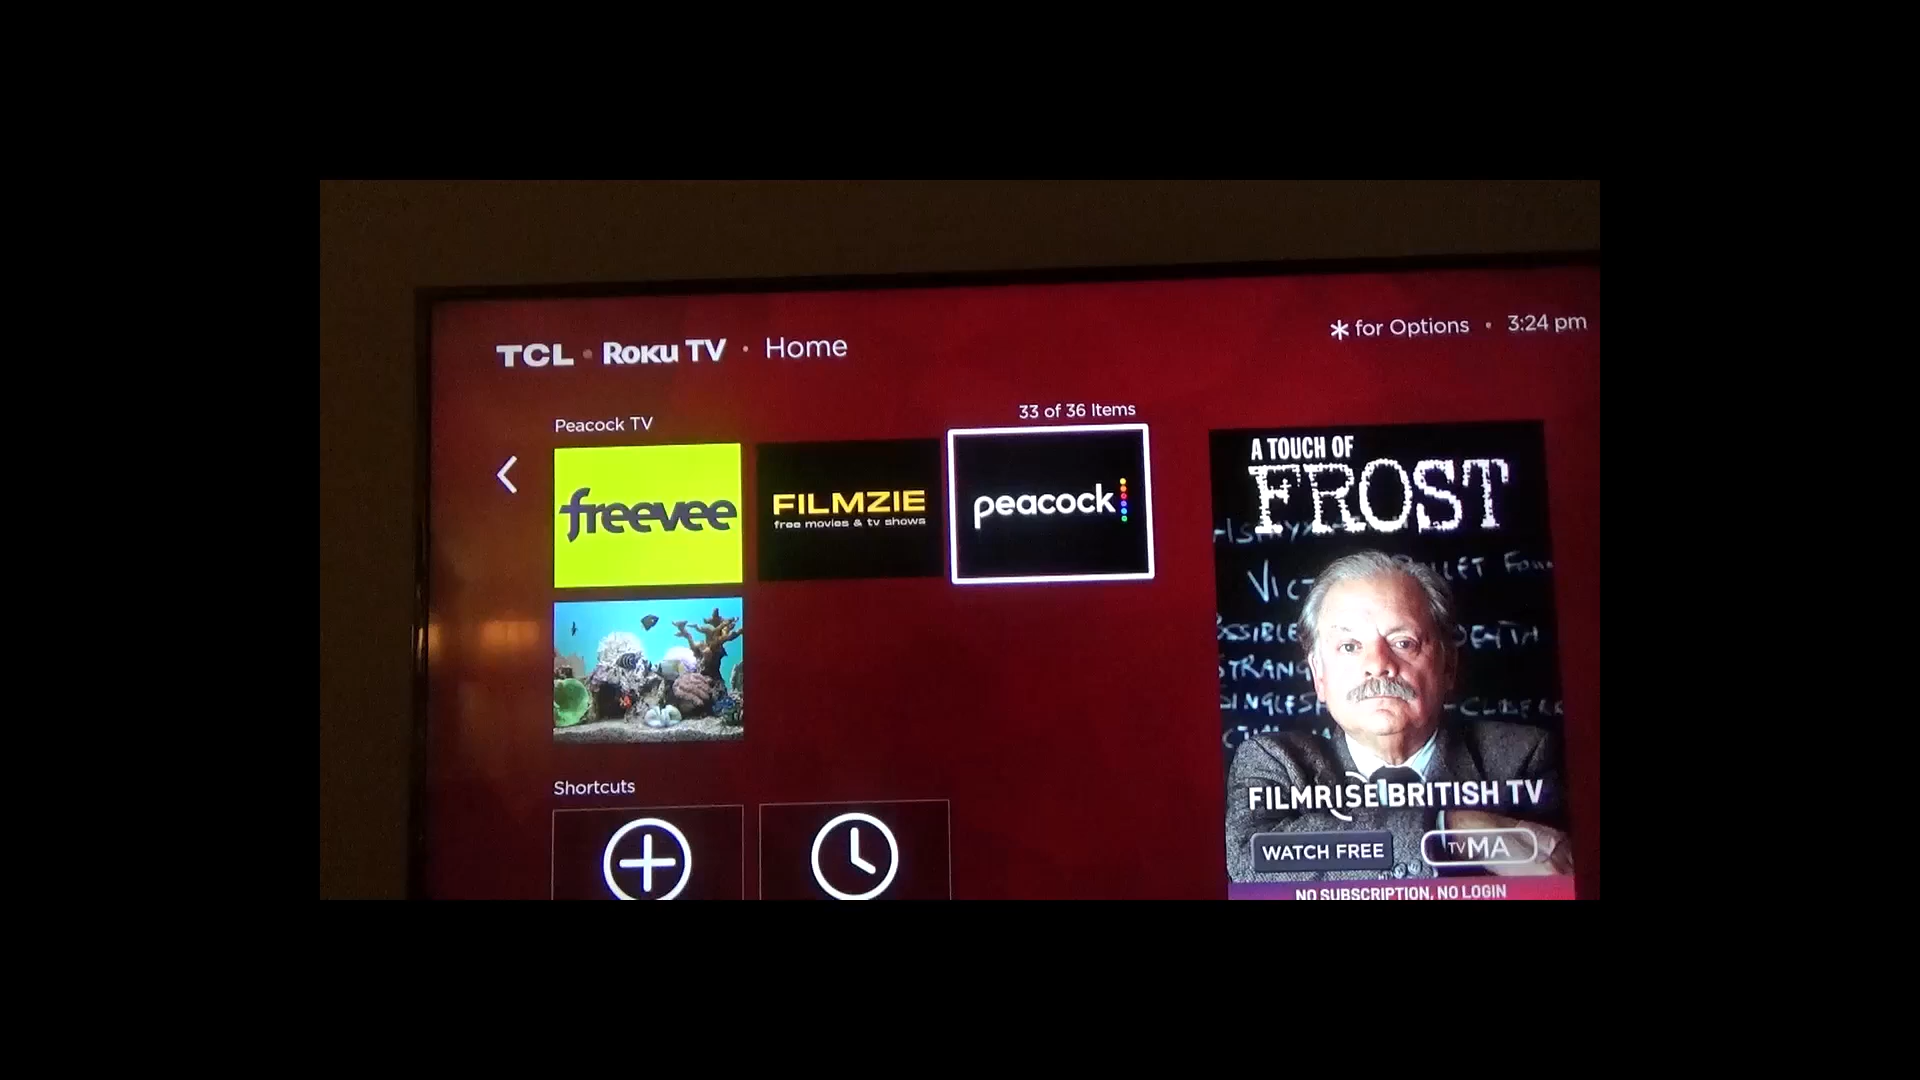 TCL • Roku TV • Home
* for Options • 3:24 pm
Peacock TV
33 of 36 Items
freevee
FILMZIE
free movies & tv shows
peacock
Shortcuts
A TOUCH OF
FROST
FILMRISE BRITISH TV
WATCH FREE
TV MA
NO SUBSCRIPTION, NO LOGIN